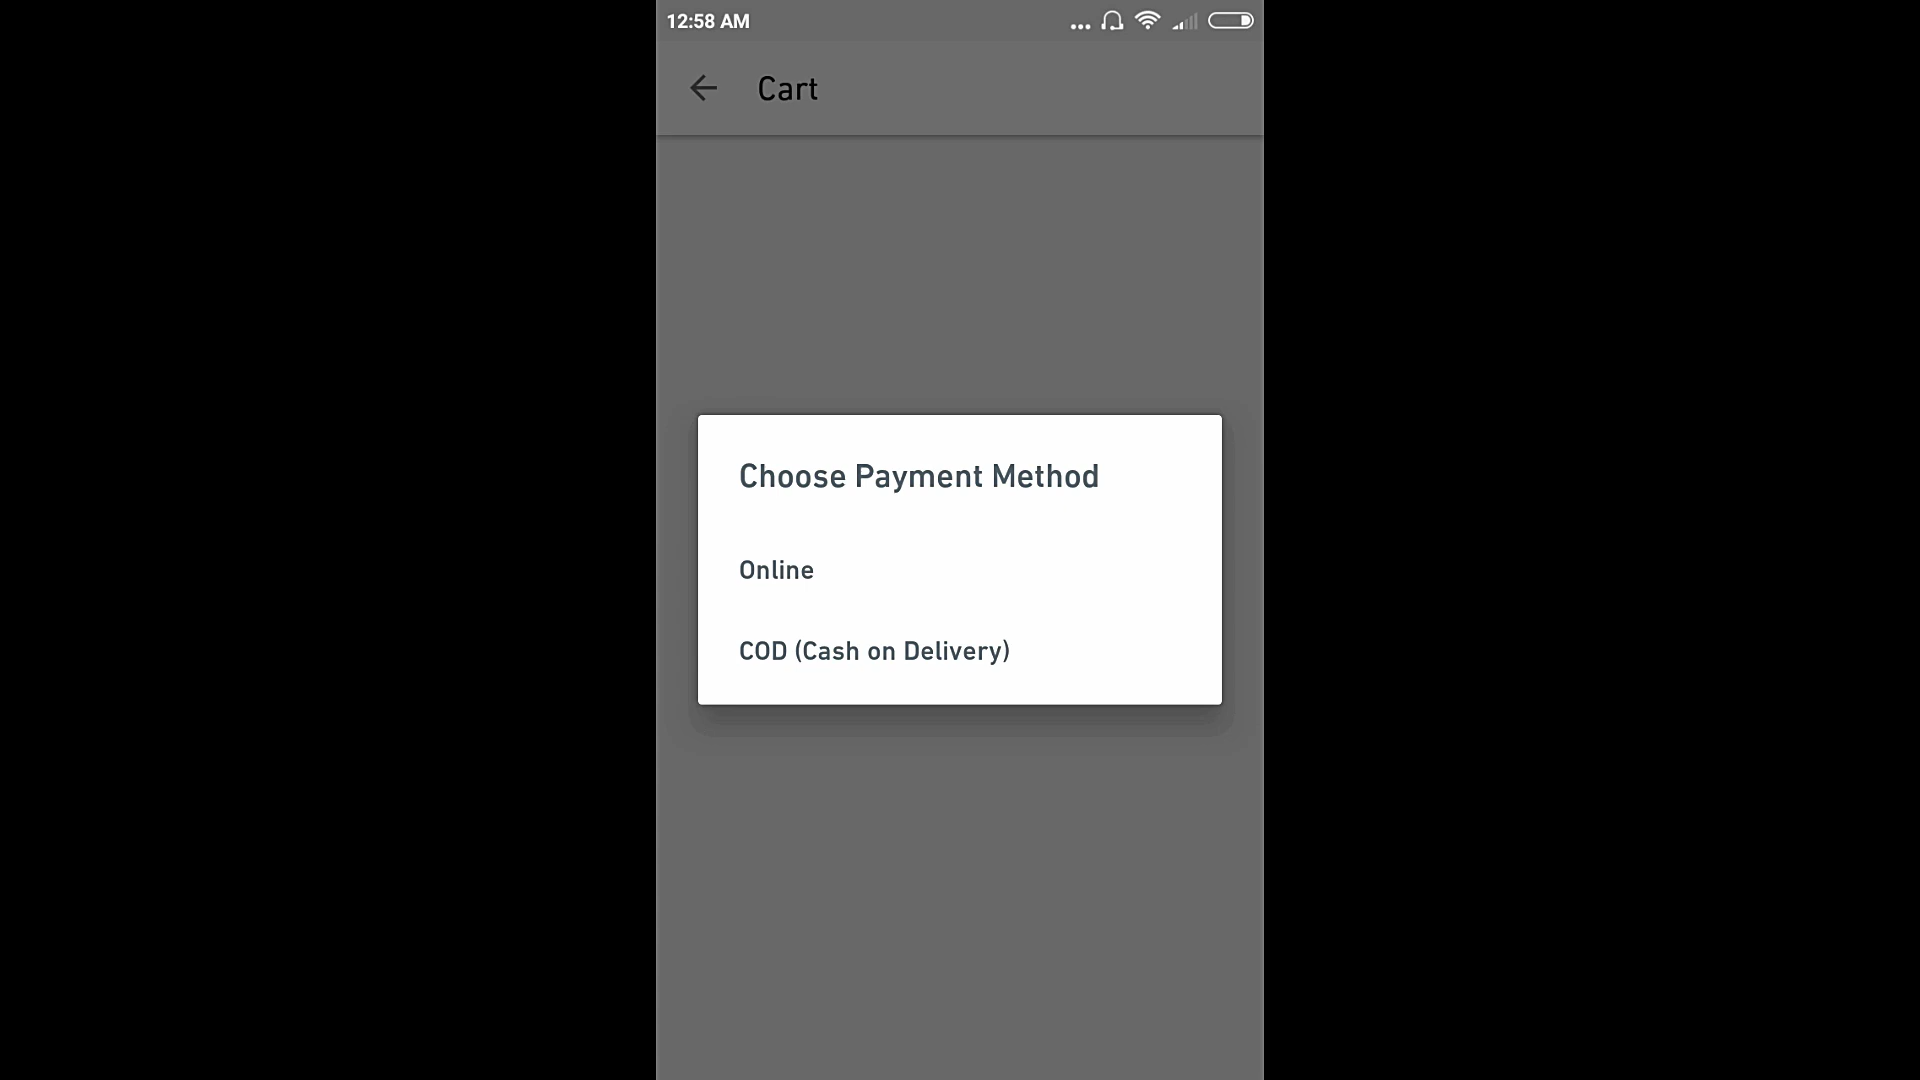 12:58 AM
Cart
Choose Payment Method
Online
COD (Cash on Delivery)